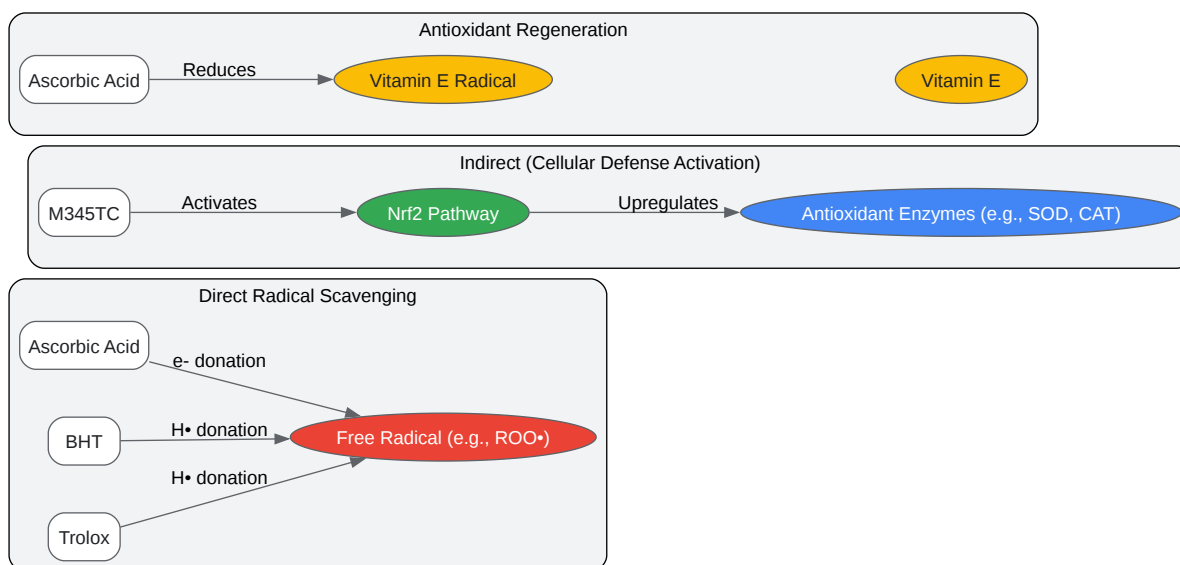 Antioxidant Regeneration
Ascorbic Acid
Reduces
Vitamin E Radical
Vitamin E
Indirect (Cellular Defense Activation)
M345TC
Activates
Nrf2 Pathway
Upregulates
Antioxidant Enzymes (e.g., SOD, CAT)
Direct Radical Scavenging
Ascorbic Acid
e- donation
BHT
H• donation
Free Radical (e.g., ROO•)
H• donation
Trolox